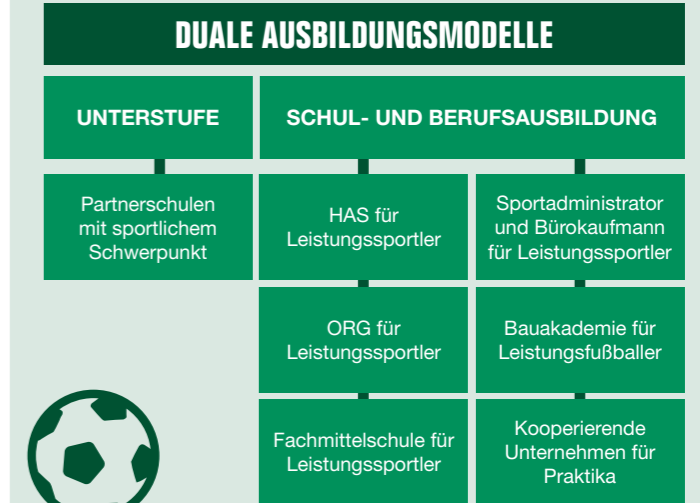 DUALE AUSBILDUNGSMODELLE
UNTERSTUFE
SCHUL- UND BERUFSAUSBILDUNG
Partnerschulen
mit sportlichem
Schwerpunkt
HAS für
Leistungssportler
Sportadministrator
und Bürokaufmann
für Leistungssportler
ORG für
Leistungssportler
Bauakademie für
Leistungsfußballer
Fachmittelschule für
Leistungssportler
Kooperierende
Unternehmen für
Praktika